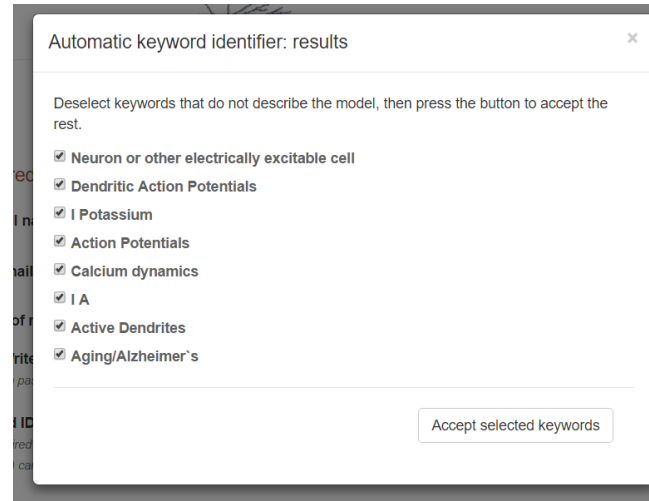 Automatic keyword identifier: results
×
Deselect keywords that do not describe the model, then press the button to accept the
rest.
Neuron or other electrically excitable cell
Dendritic Action Potentials
I Potassium
Action Potentials
Calcium dynamics
I A
Active Dendrites
Aging/Alzheimer`s
Accept selected keywords